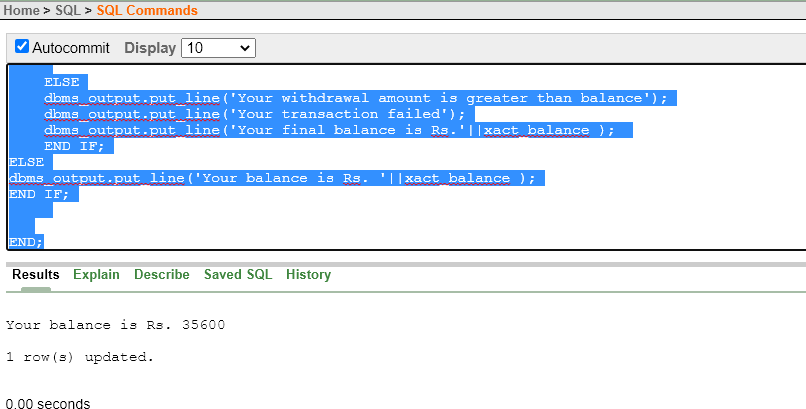 Home > SQL > SQL Commands
Autocommit Display 10
ELSE
dbms_output.put_line('Your withdrawal amount is greater than balance');
dbms_output.put_line('Your transaction failed');
dbms_output.put_line('Your final balance is Rs.'||xact_balance );
END IF;
ELSE
dbms_output.put_line('Your balance is Rs. '||xact_balance );
END IF;
END;
Results Explain Describe Saved SQL History
Your balance is Rs. 35600
1 row(s) updated.
0.00 seconds